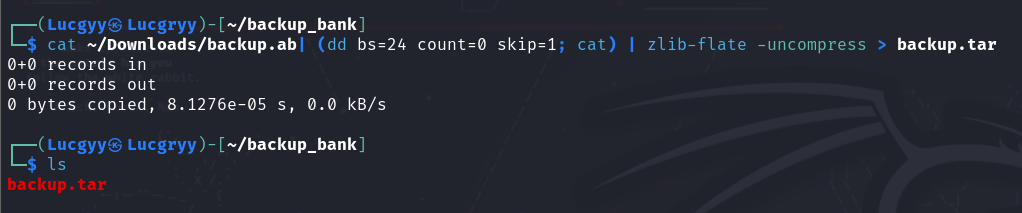 ┌──(Lucgyy㉿Lucgryy)-[~/backup_bank]
└─$ cat ~/Downloads/backup.ab| (dd bs=24 count=0 skip=1; cat) | zlib-flate -uncompress > backup.tar
0+0 records in
0+0 records out
0 bytes copied, 8.1276e-05 s, 0.0 kB/s
┌──(Lucgyy㉿Lucgryy)-[~/backup_bank]
└─$ ls
backup.tar